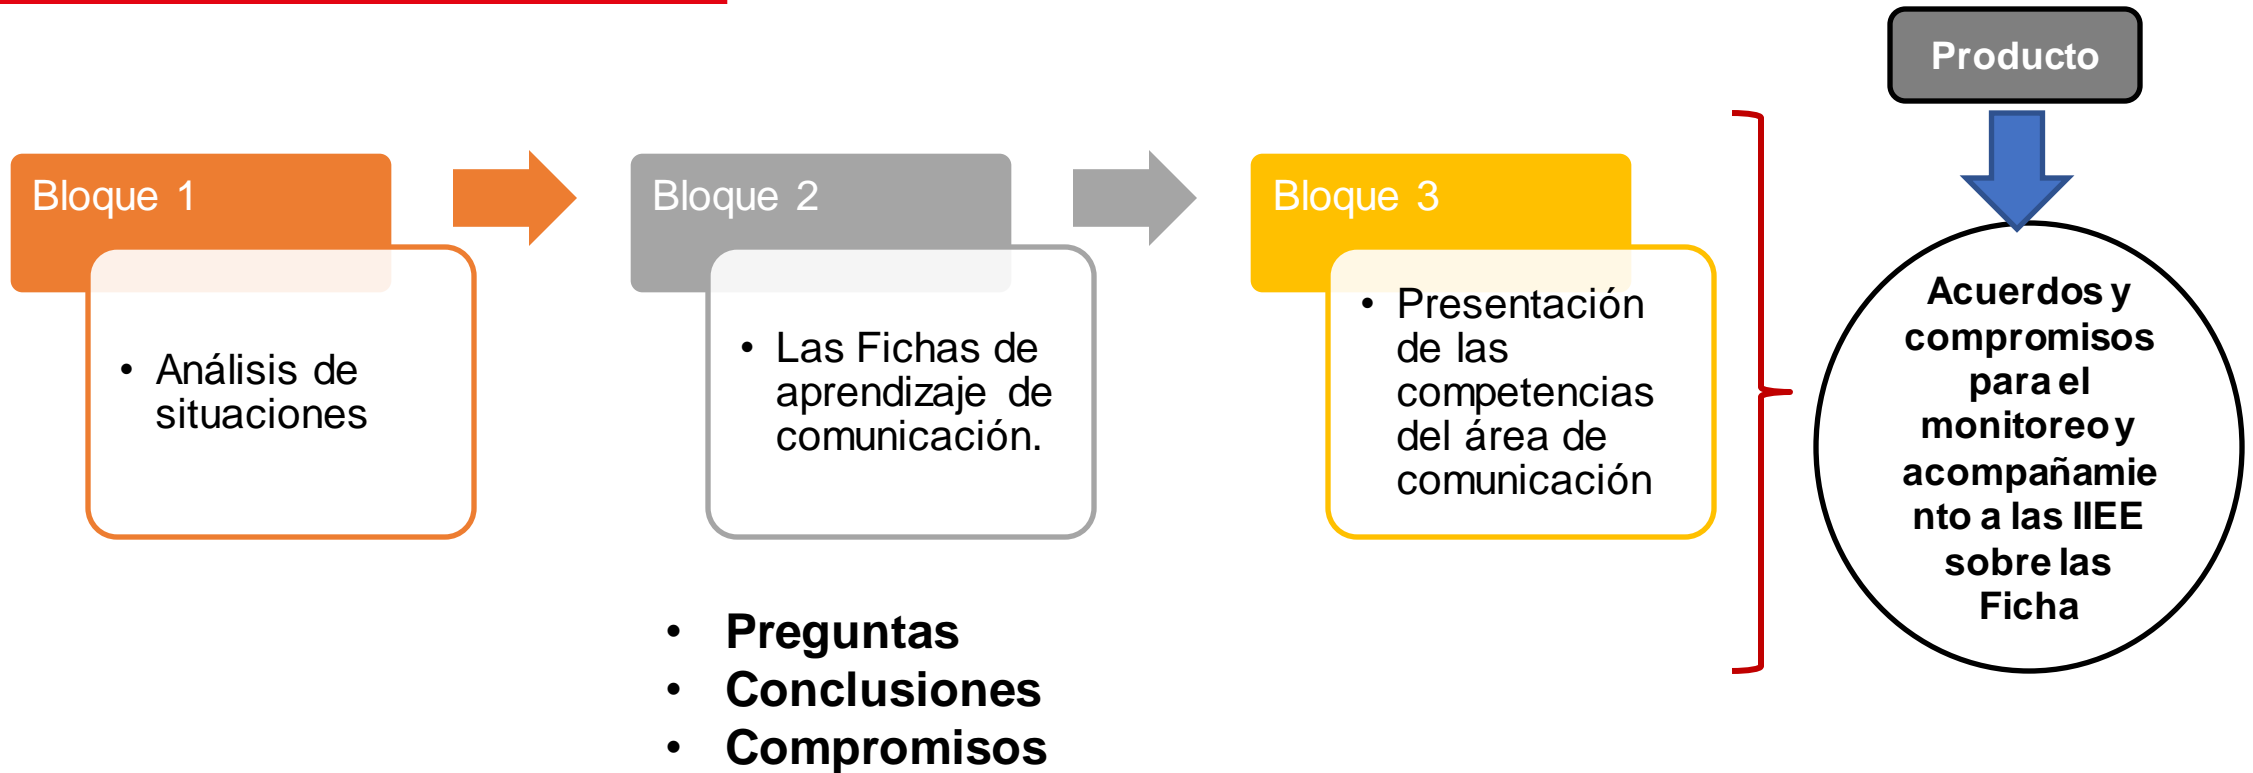 Bloque 1
• Análisis de
situaciones
Bloque 2
• Las Fichas de
aprendizaje de
comunicación.
Bloque 3
• Presentación
de las
competencias
del área de
comunicación
Producto
Acuerdos y
compromisos
para el
monitoreo y
acompañamie
nto a las IIEE
sobre las
Ficha
• Preguntas
• Conclusiones
• Compromisos